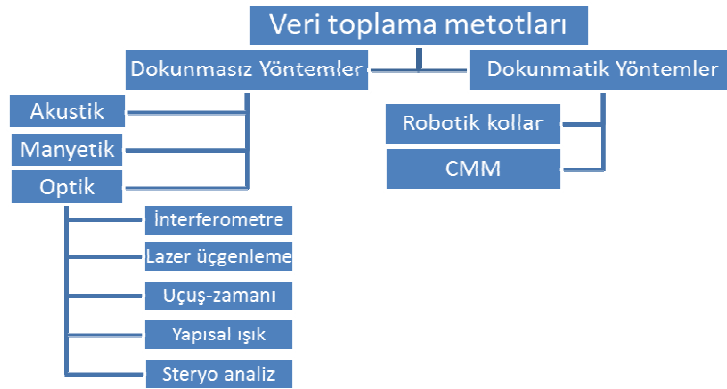 Veri toplama metotları
Dokunmasız Yöntemler
Dokunmatik Yöntemler
Akustik
Manyetik
Optik
Robotik kollar
CMM
İnterferometre
Lazer üçgenleme
Uçuş-zamanı
Yapısal ışık
Steryo analiz